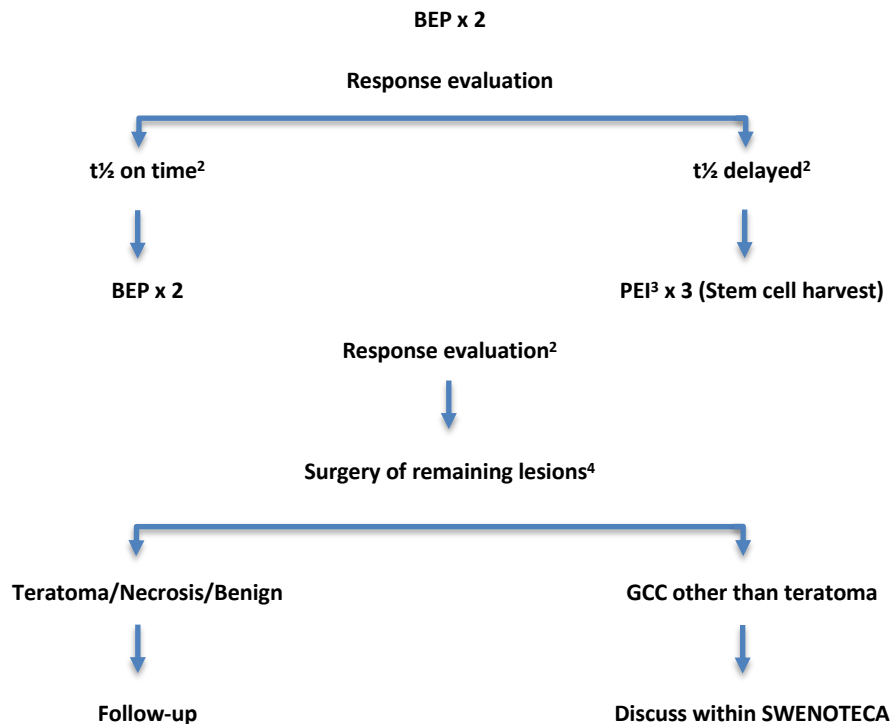 BEP x 2
Response evaluation
t½ on time²
t½ delayed²
BEP x 2
PEI³ x 3 (Stem cell harvest)
Response evaluation²
Surgery of remaining lesions⁴
Teratoma/Necrosis/Benign
GCC other than teratoma
Follow-up
Discuss within SWENOTECA